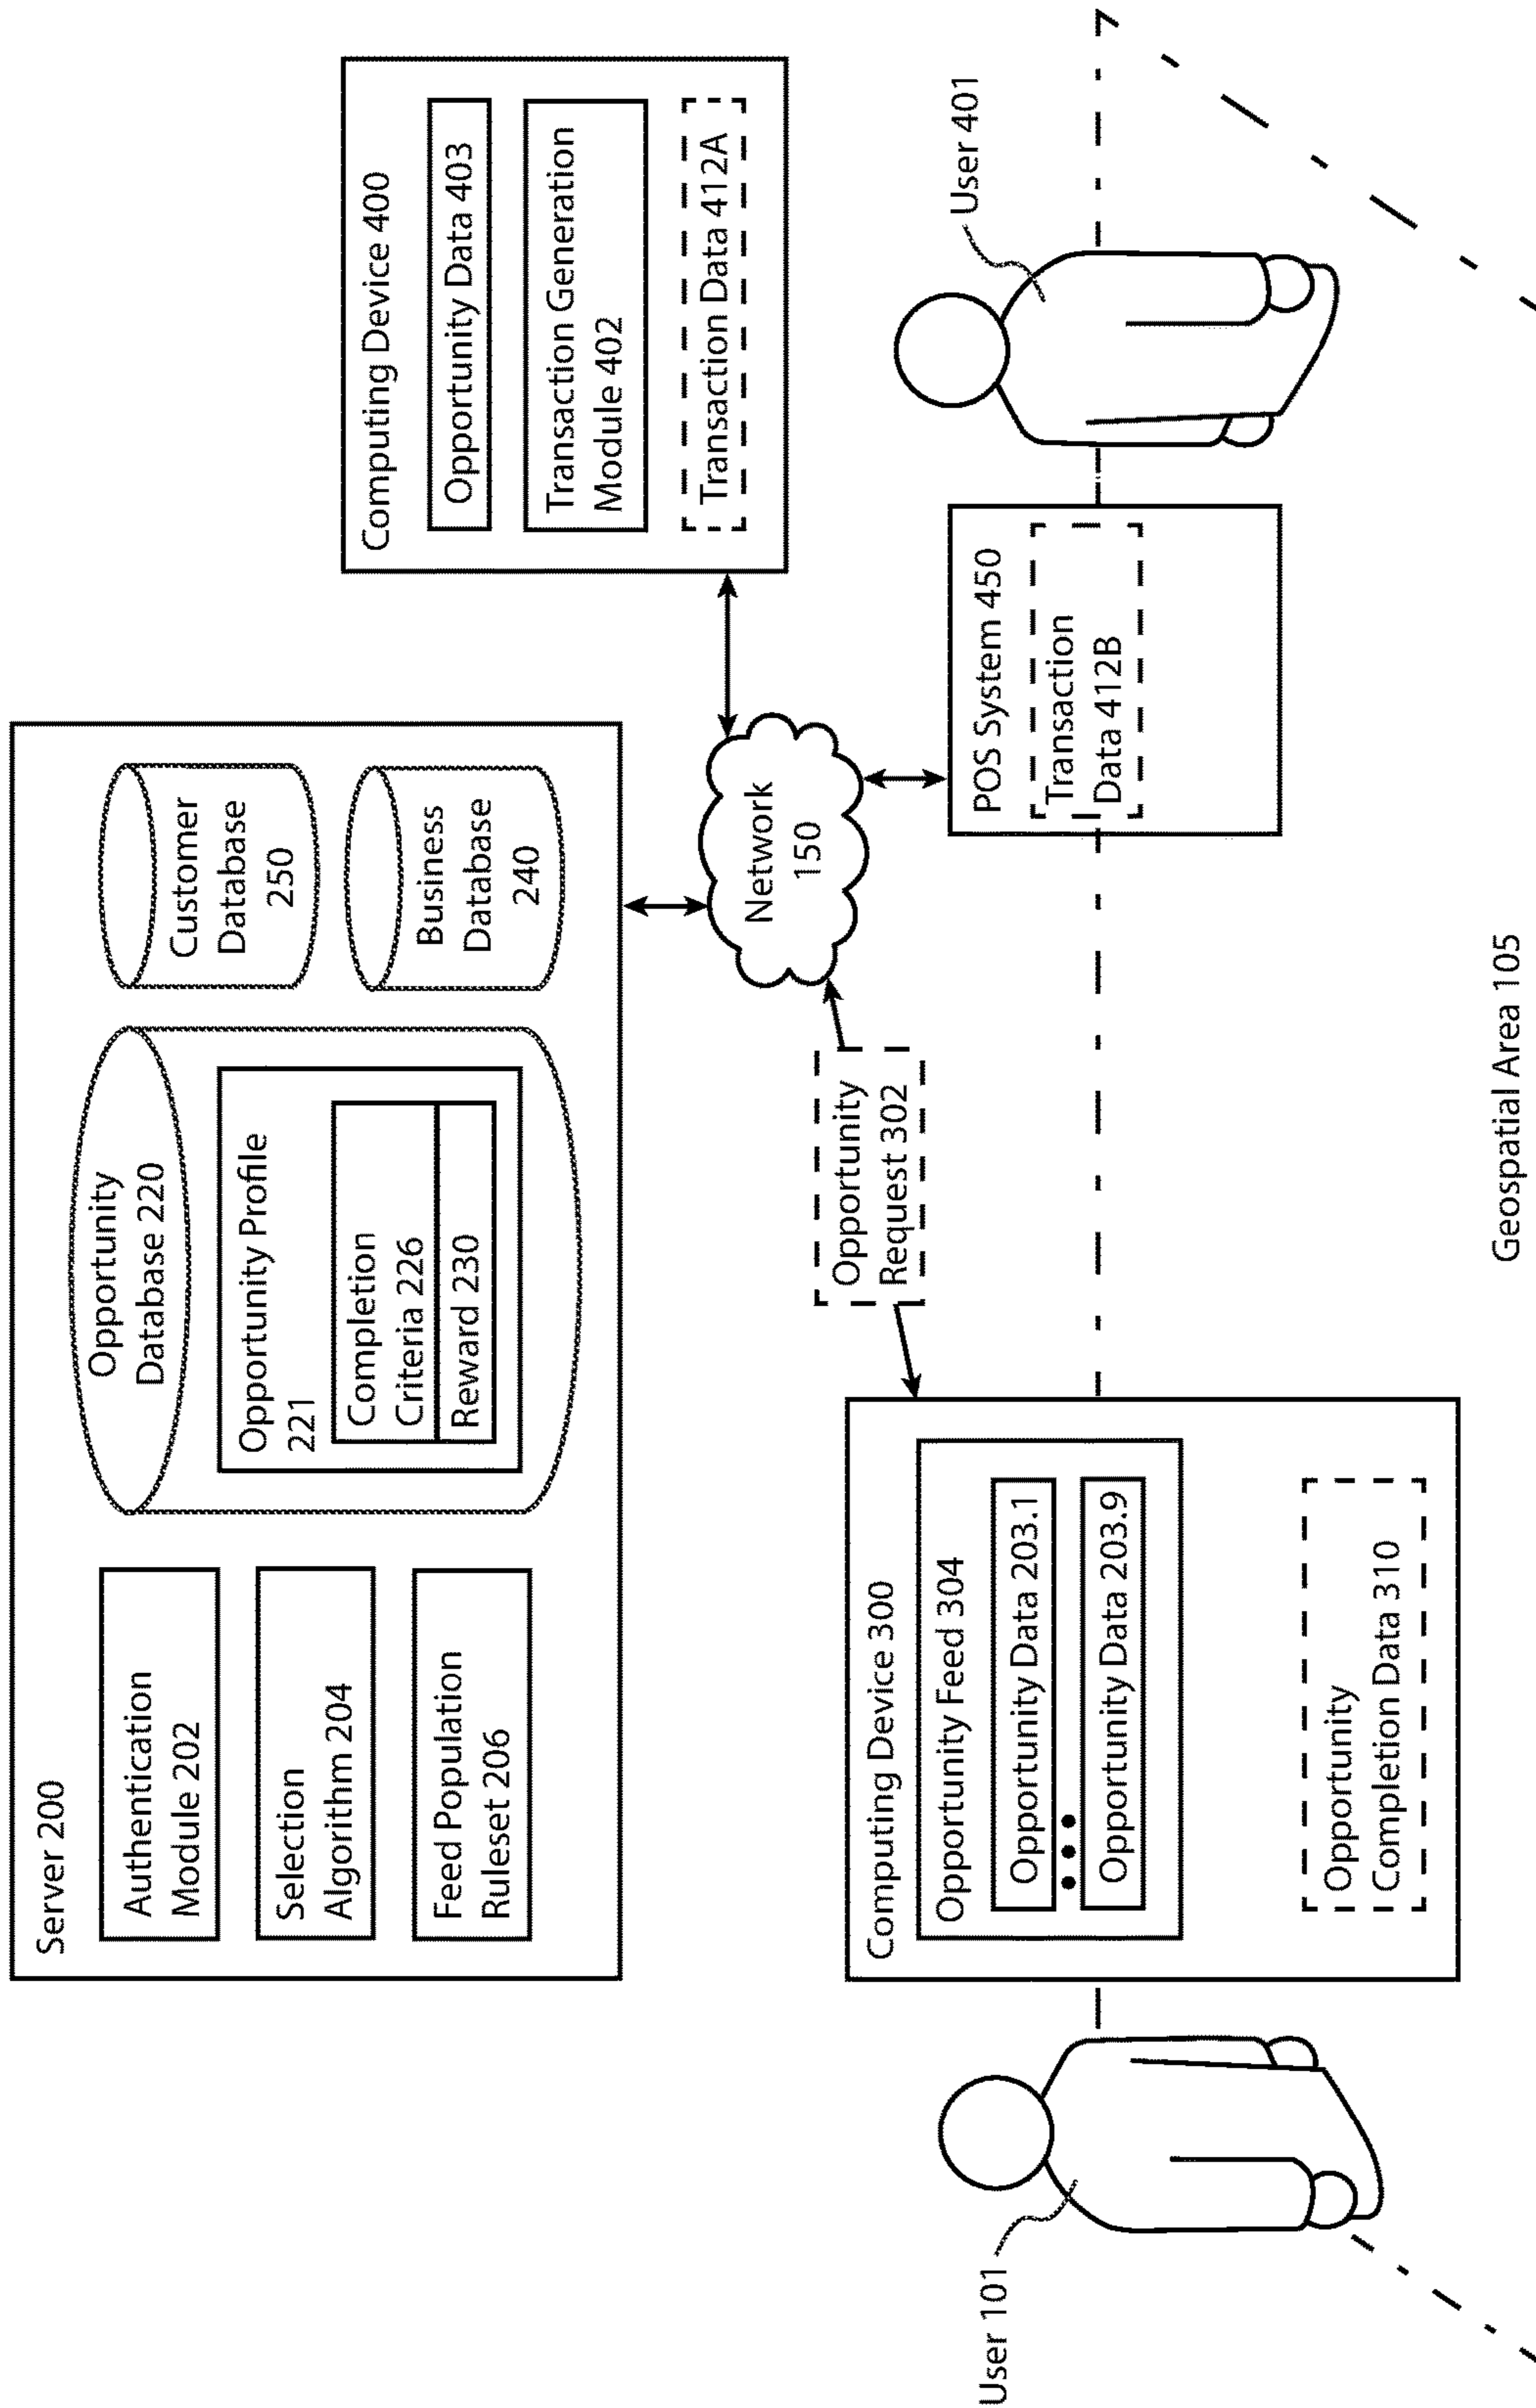 Server 200
Authentication
Module 202
Selection
Algorithm 204
Feed Population
Ruleset 206
Opportunity
Database 220
Opportunity Profile
221
Completion
Criteria 226
Reward 230
Customer
Database
250
Business
Database
240
Computing Device 400
Opportunity Data 403
Transaction Generation
Module 402
Transaction Data 412A
Network
150
Opportunity
Request 302
Computing Device 300
Opportunity Feed 304
Opportunity Data 203.1
Opportunity Data 203.9
Opportunity
Completion Data 310
POS System 450
Transaction
Data 412B
User 101
User 401
Geospatial Area 105